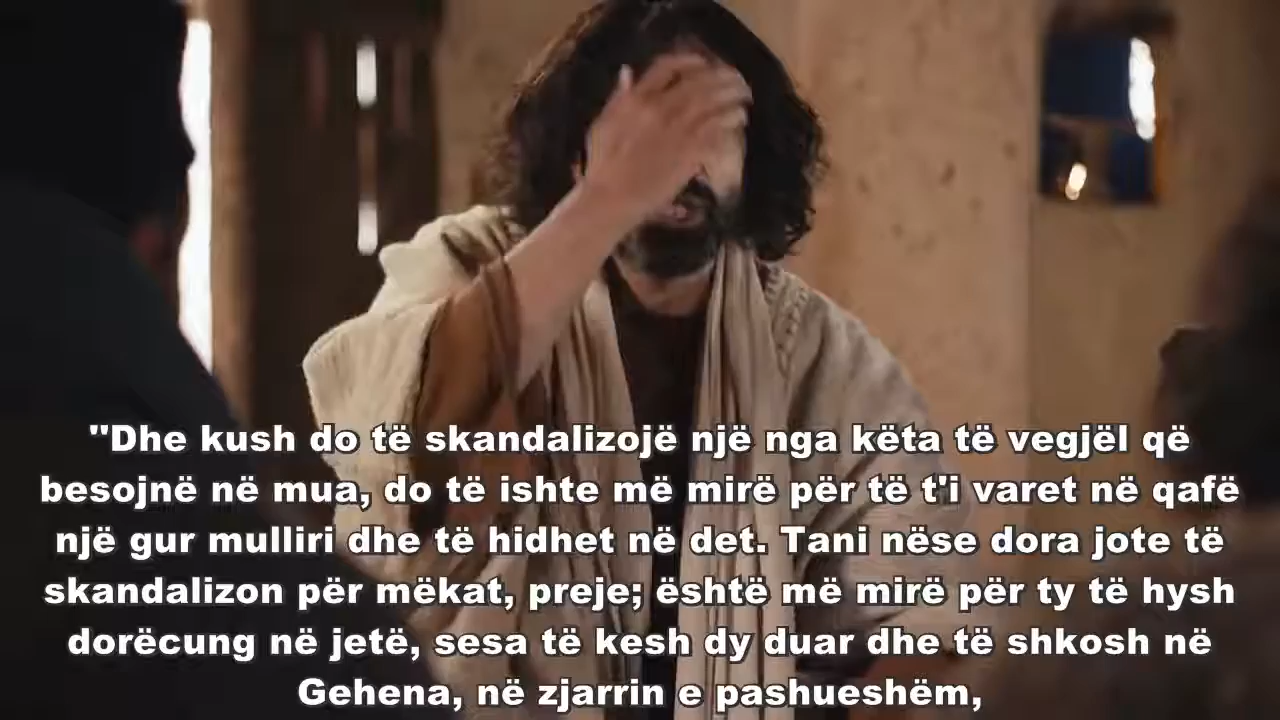 "Dhe kush do të skandalizojë një nga këta të vegjël që
besojnë në mua, do të ishte më mirë për të t'i varet në qafë
një gur mulliri dhe të hidhet në det. Tani nëse dora jote të
skandalizon për mëkat, preje; është më mirë për ty të hysh
dorëcung në jetë, sesa të kesh dy duar dhe të shkosh në
Gehena, në zjarrin e pashueshëm,